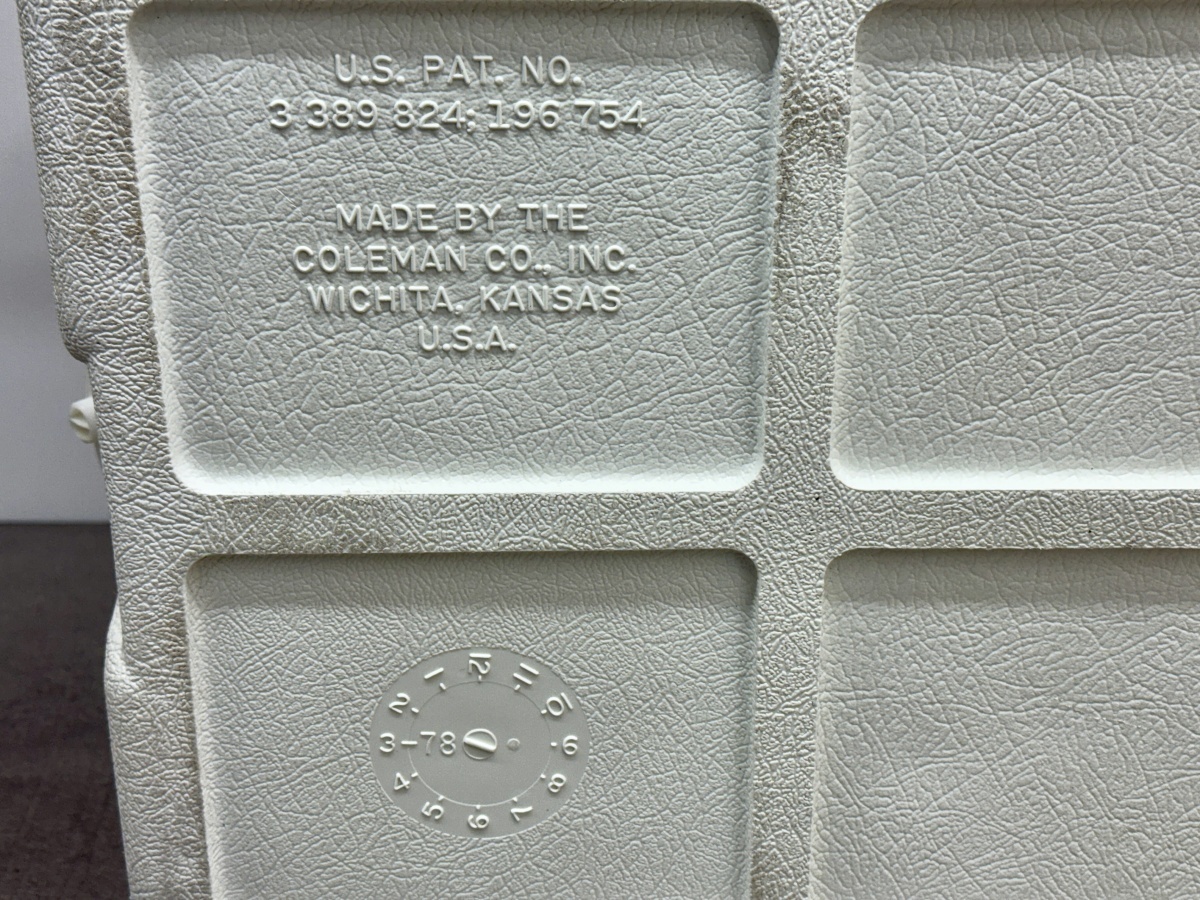 U.S. PAT. NO.
3 389 824; 196 754
MADE BY THE
COLEMAN CO., INC.
WICHITA, KANSAS
U.S.A.
12
11
10
9
8
7
6
5
4
3
2
1
78